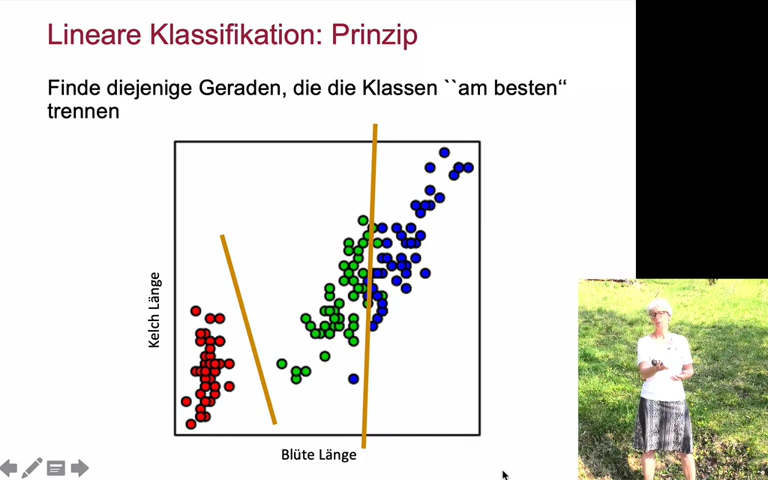 Lineare Klassifikation: Prinzip
Finde diejenige Geraden, die die Klassen ``am besten“
trennen
Kelch Länge
Blüte Länge